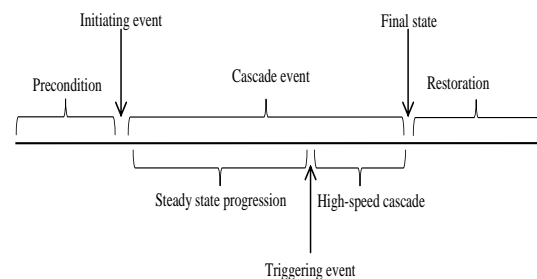 Initiating event
Final state
Precondition
Cascade event
Restoration
Steady state progression
High-speed cascade
Triggering event